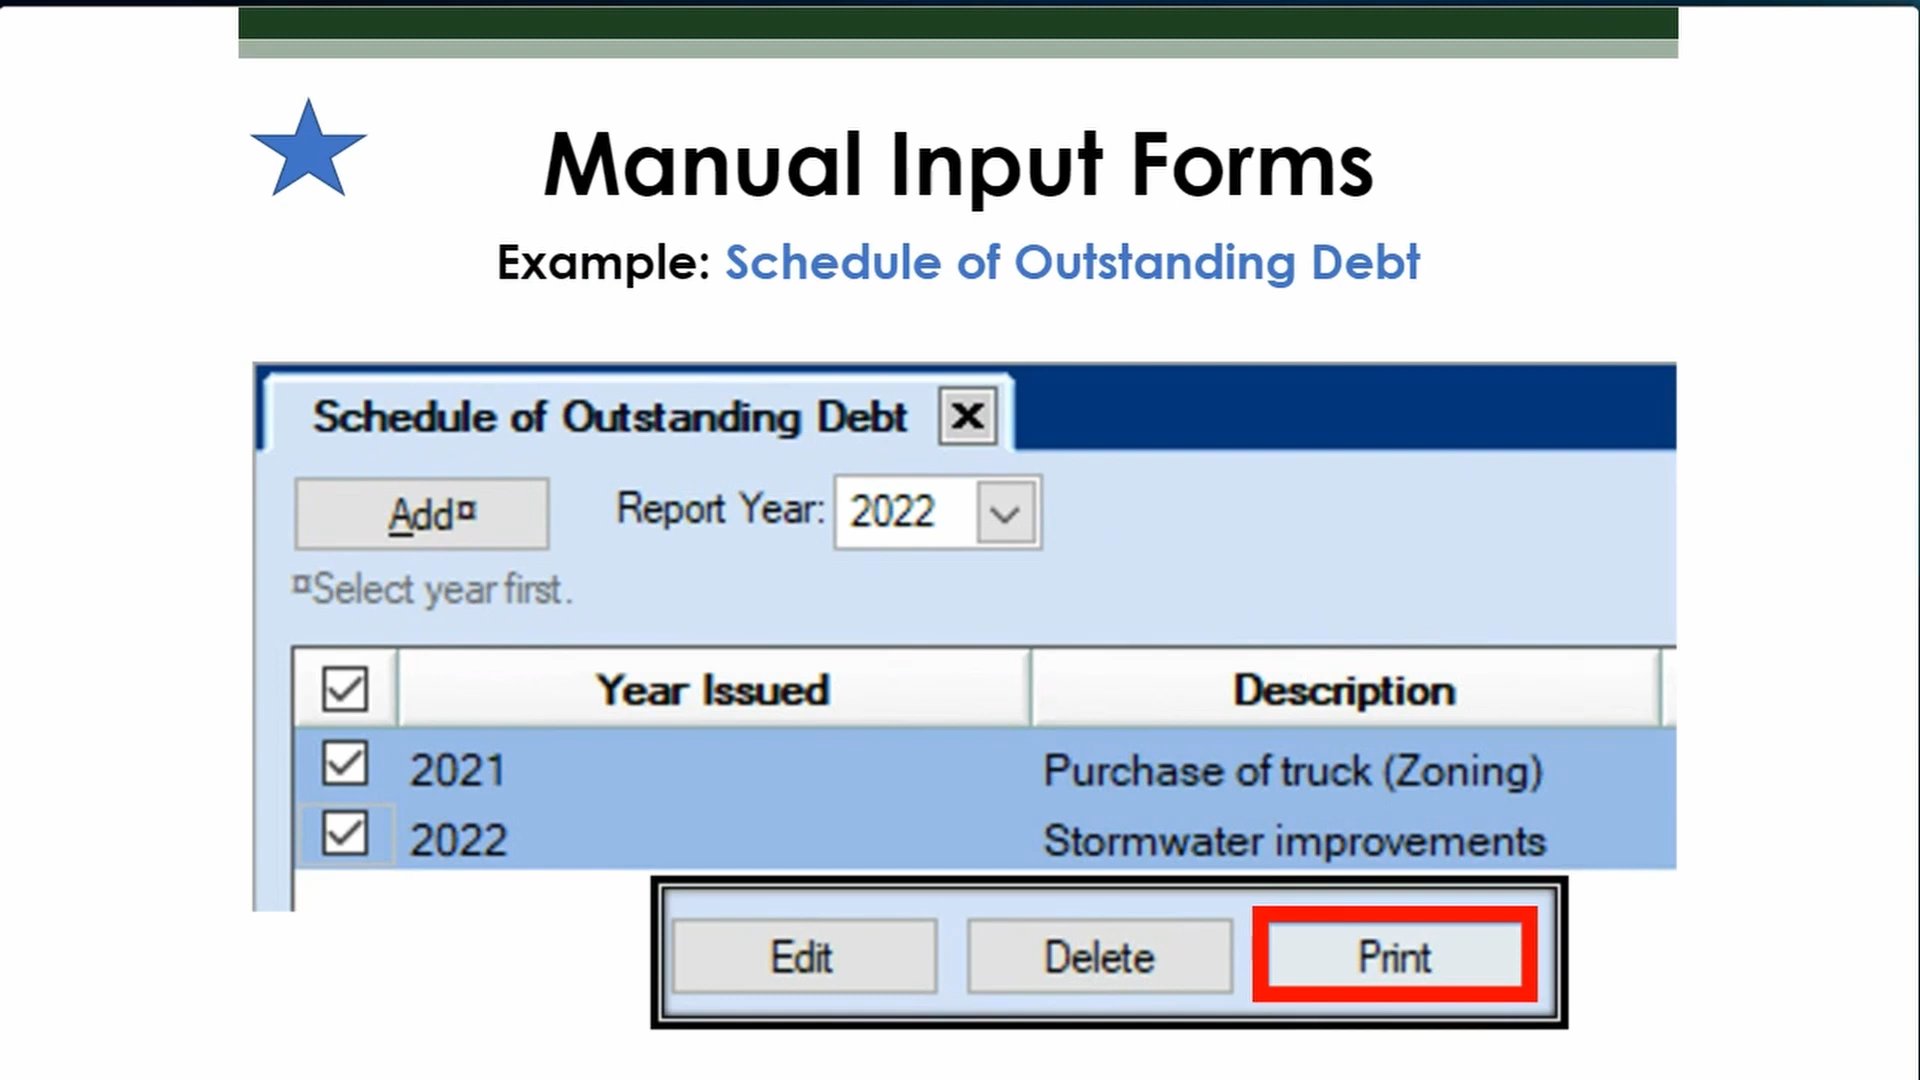 Manual Input Forms
Example: Schedule of Outstanding Debt
Schedule of Outstanding Debt
Add¤ Report Year: 2022
¤Select year first.
Year Issued Description
2021 Purchase of truck (Zoning)
2022 Stormwater improvements
Edit Delete Print